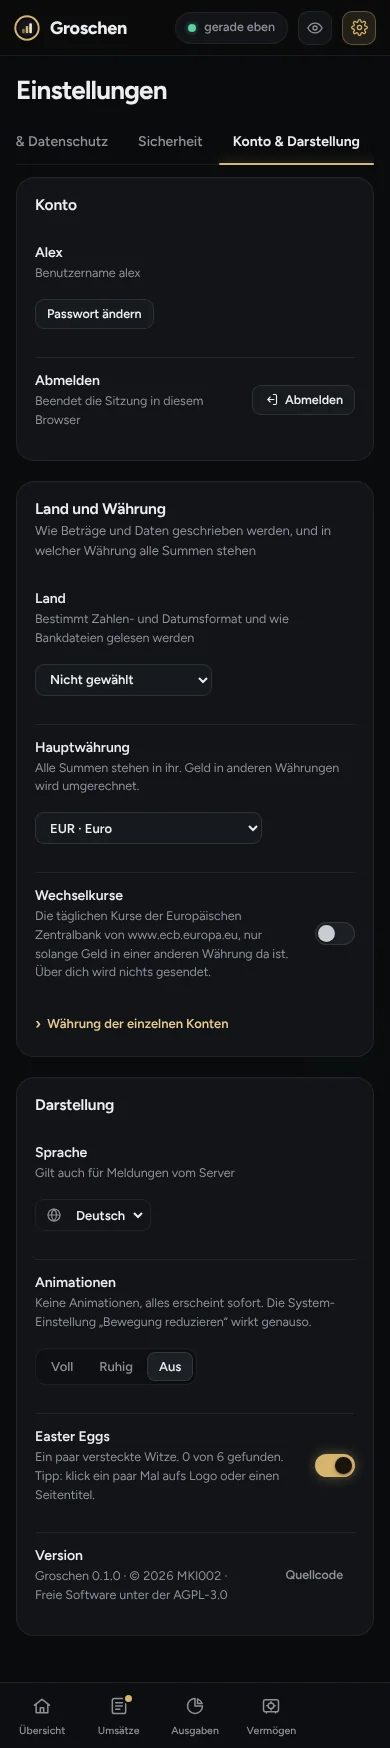 Groschen
gerade eben
Einstellungen
& Datenschutz
Sicherheit
Konto & Darstellung
Konto
Alex
Benutzername alex
Passwort ändern
Abmelden
Beendet die Sitzung in diesem
Browser
Abmelden
Land und Währung
Wie Beträge und Daten geschrieben werden, und in
welcher Währung alle Summen stehen
Land
Bestimmt Zahlen- und Datumsformat und wie
Bankdateien gelesen werden
Nicht gewählt
Hauptwährung
Alle Summen stehen in ihr. Geld in anderen Währungen
wird umgerechnet.
EUR · Euro
Wechselkurse
Die täglichen Kurse der Europäischen
Zentralbank von www.ecb.europa.eu, nur
solange Geld in einer anderen Währung da ist.
Über dich wird nichts gesendet.
› Währung der einzelnen Konten
Darstellung
Sprache
Gilt auch für Meldungen vom Server
Deutsch
Animationen
Keine Animationen, alles erscheint sofort. Die System-
Einstellung „Bewegung reduzieren“ wirkt genauso.
Voll
Ruhig
Aus
Easter Eggs
Ein paar versteckte Witze. 0 von 6 gefunden.
Tipp: klick ein paar Mal aufs Logo oder einen
Seitentitel.
Version
Groschen 0.1.0 · © 2026 MKI002 ·
Freie Software unter der AGPL-3.0
Quellcode
Übersicht
Umsätze
Ausgaben
Vermögen